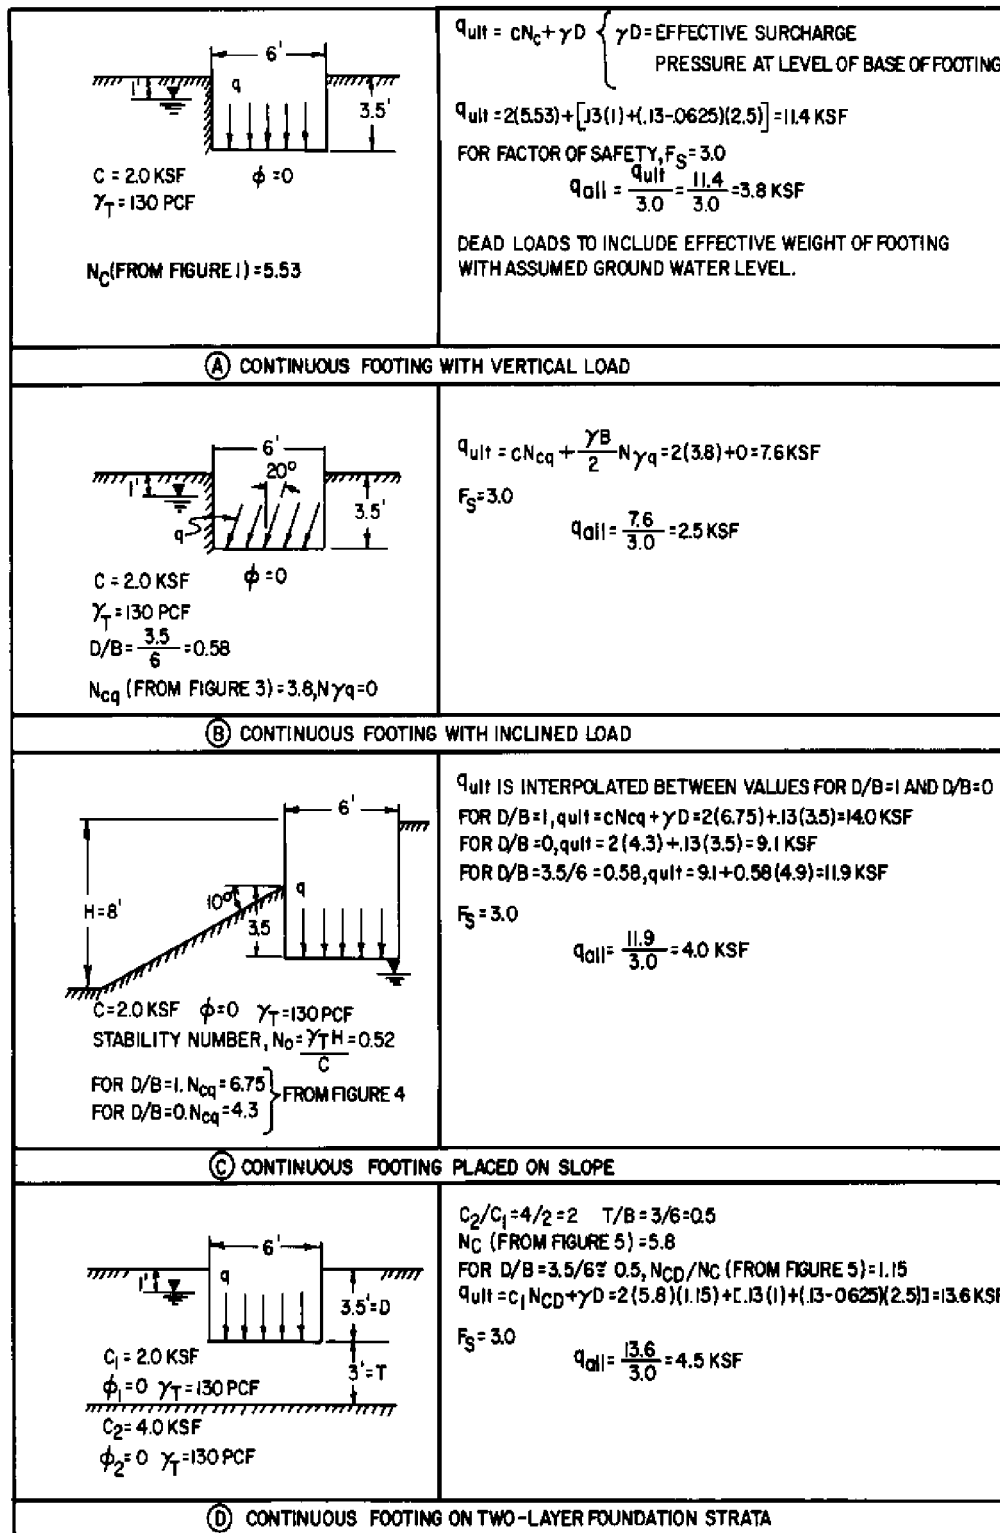 6'
1'
q
3.5'
C = 2.0 KSF φ = 0
γT = 130 PCF
NC (FROM FIGURE 1) = 5.53
qult = cNc + γD { γD = EFFECTIVE SURCHARGE
PRESSURE AT LEVEL OF BASE OF FOOTING
qult = 2(5.53) + [.13(1) + (.13-.0625)(2.5)] = 11.4 KSF
FOR FACTOR OF SAFETY, FS = 3.0
qall = qult/3.0 = 11.4/3.0 = 3.8 KSF
DEAD LOADS TO INCLUDE EFFECTIVE WEIGHT OF FOOTING
WITH ASSUMED GROUND WATER LEVEL.
Ⓐ CONTINUOUS FOOTING WITH VERTICAL LOAD
6'
20°
1'
3.5'
q
C = 2.0 KSF φ = 0
γT = 130 PCF
D/B = 3.5/6 = 0.58
Ncq (FROM FIGURE 3) = 3.8, Nγq = 0
qult = cNcq + γB/2 Nγq = 2(3.8) + 0 = 7.6 KSF
FS = 3.0
qall = 7.6/3.0 = 2.5 KSF
Ⓑ CONTINUOUS FOOTING WITH INCLINED LOAD
6'
H = 8'
10°
q
3.5
C = 2.0 KSF φ = 0 γT = 130 PCF
STABILITY NUMBER, No = γT H/C = 0.52
FOR D/B = 1, Ncq = 6.75
FOR D/B = 0, Ncq = 4.3 } FROM FIGURE 4
qult IS INTERPOLATED BETWEEN VALUES FOR D/B = 1 AND D/B = 0
FOR D/B = 1, qult = cNcq + γD = 2(6.75) + .13(3.5) = 14.0 KSF
FOR D/B = 0, qult = 2(4.3) + .13(3.5) = 9.1 KSF
FOR D/B = 3.5/6 = 0.58, qult = 9.1 + 0.58(4.9) = 11.9 KSF
FS = 3.0
qall = 11.9/3.0 = 4.0 KSF
Ⓒ CONTINUOUS FOOTING PLACED ON SLOPE
6'
1'
q
3.5' = D
3' = T
C1 = 2.0 KSF
φ1 = 0 γT = 130 PCF
C2 = 4.0 KSF
φ2 = 0 γT = 130 PCF
C2/C1 = 4/2 = 2 T/B = 3/6 = 0.5
NC (FROM FIGURE 5) = 5.8
FOR D/B = 3.5/6 ≅ 0.5, NCD/NC (FROM FIGURE 5) = 1.15
qult = C1 NCD + γD = 2(5.8)(1.15) + [.13(1) + (.13-.0625)(2.5)] = 13.6 KSF
FS = 3.0
qall = 13.6/3.0 = 4.5 KSF
Ⓓ CONTINUOUS FOOTING ON TWO-LAYER FOUNDATION STRATA